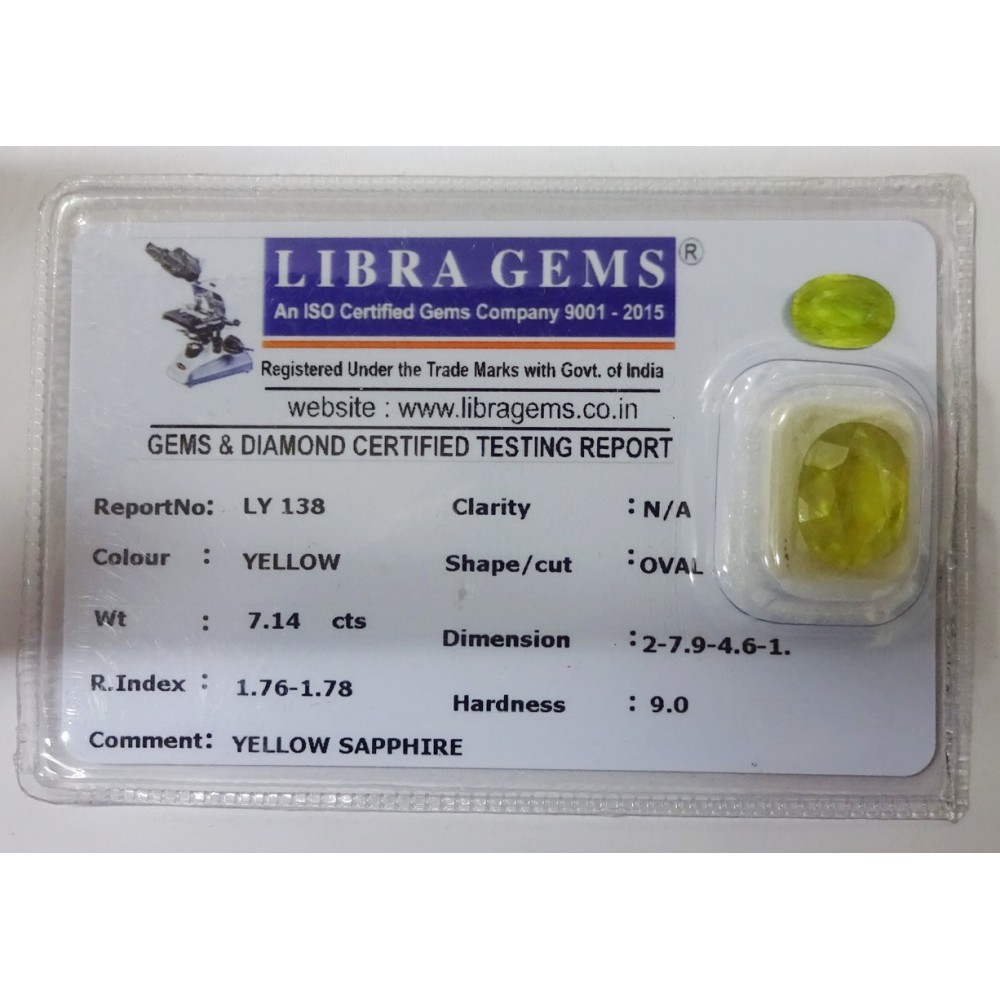 LIBRA GEMS ®
An ISO Certified Gems Company 9001 - 2015
Registered Under the Trade Marks with Govt. of India
website : www.libragems.co.in
GEMS & DIAMOND CERTIFIED TESTING REPORT
ReportNo: LY 138 Clarity : N/A
Colour : YELLOW Shape/cut : OVAL
Wt : 7.14 cts Dimension : 2-7.9-4.6-1.
R.Index : 1.76-1.78 Hardness : 9.0
Comment: YELLOW SAPPHIRE